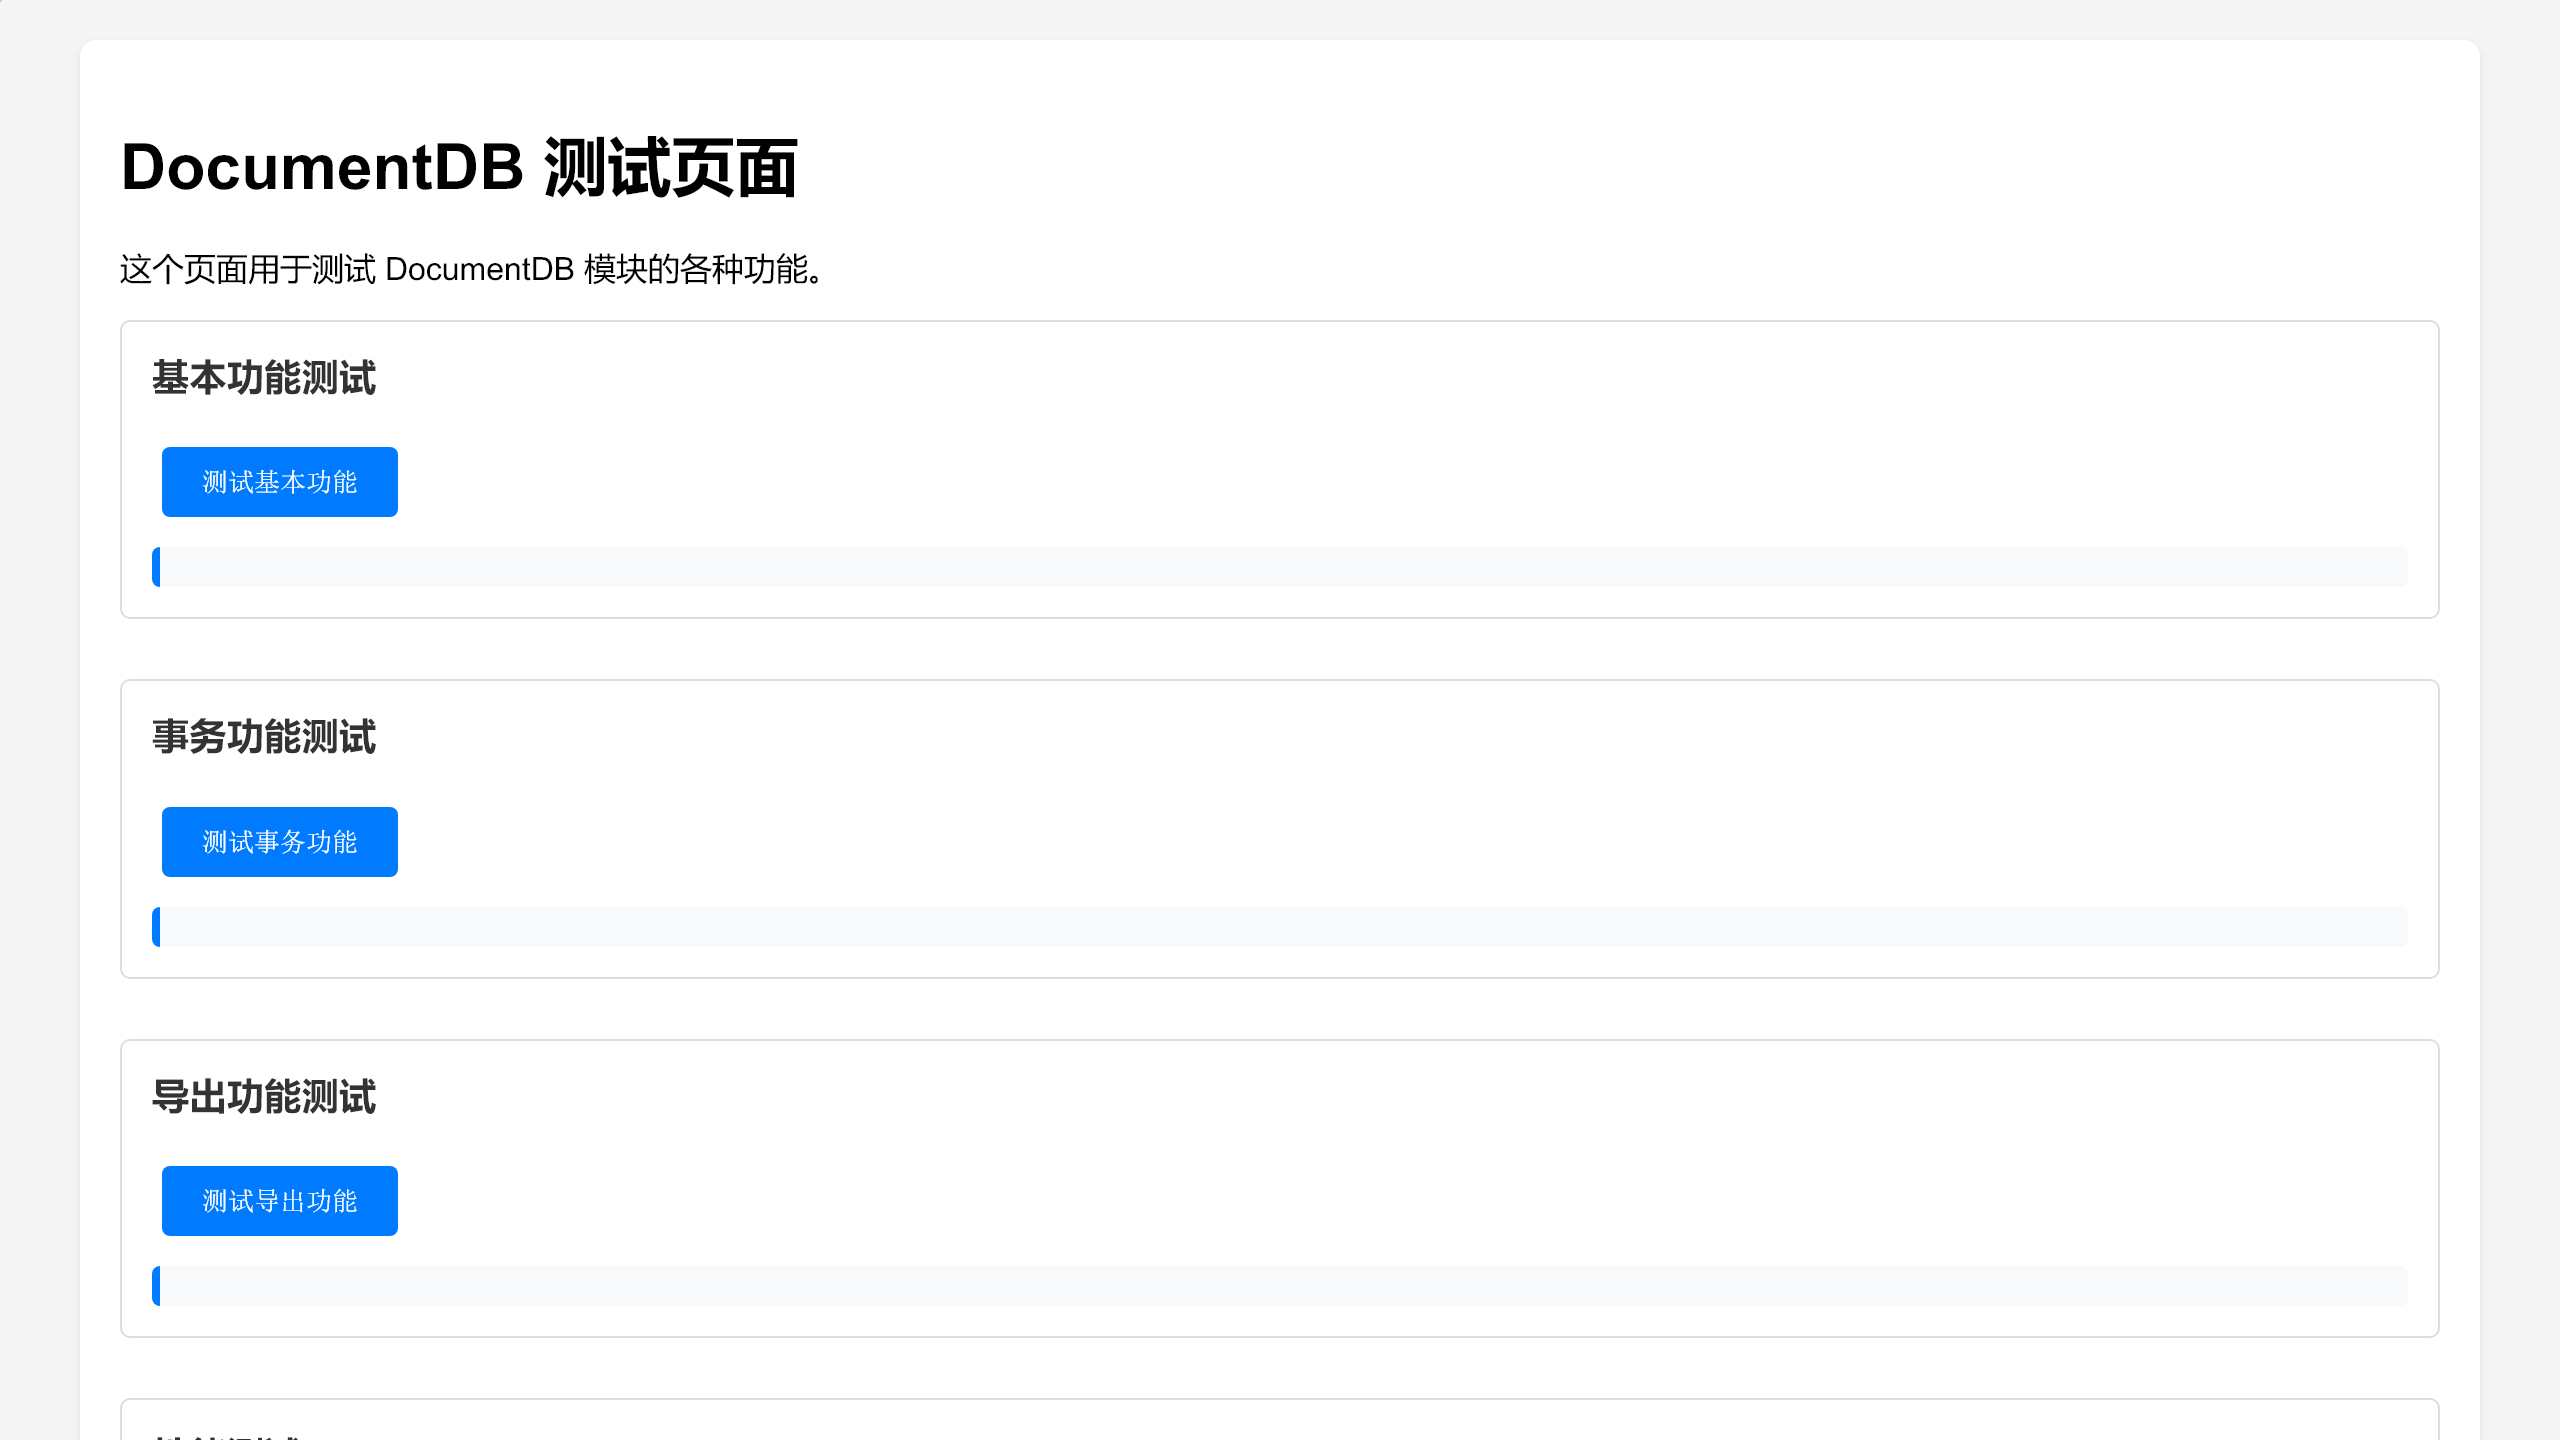 DocumentDB 测试页面
这个页面用于测试 DocumentDB 模块的各种功能。
基本功能测试
测试基本功能
事务功能测试
测试事务功能
导出功能测试
测试导出功能